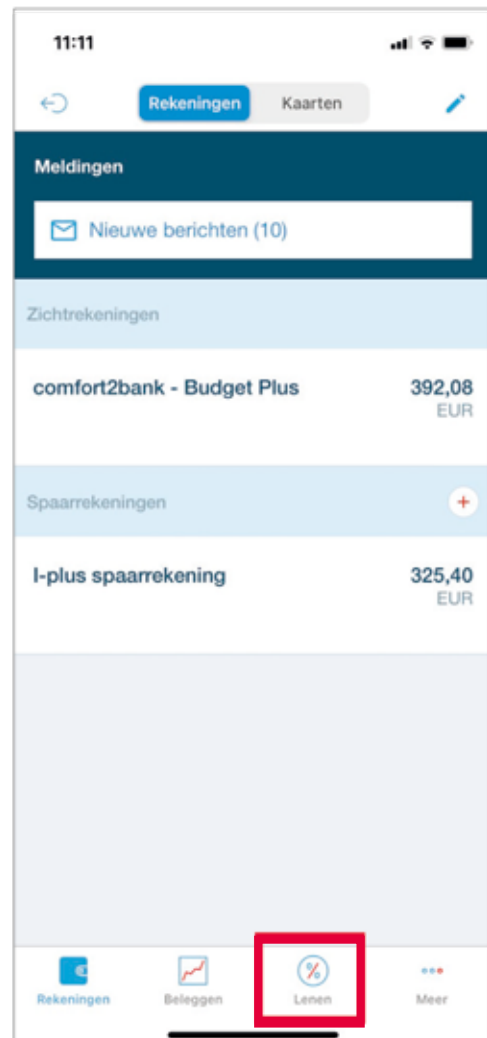 11:11
Rekeningen Kaarten
Meldingen
Nieuwe berichten (10)
Zichtrekeningen
comfort2bank - Budget Plus 392,08
EUR
Spaarrekeningen +
I-plus spaarrekening 325,40
EUR
% 
Rekeningen Beleggen Lenen Meer